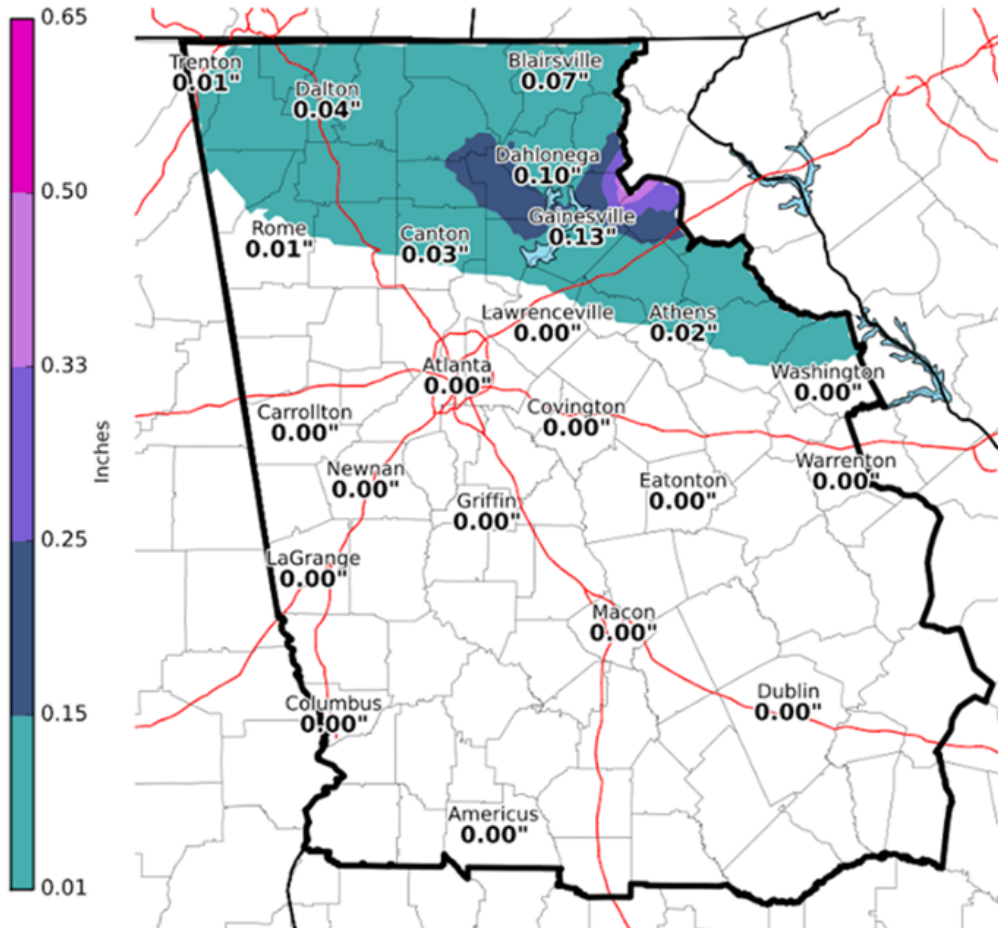 0.65
0.50
0.33
0.25
0.15
0.01
Inches
Trenton
0.01"
Dalton
0.04"
Blairsville
0.07"
Dahlonega
0.10"
Gainesville
0.13"
Rome
0.01"
Canton
0.03"
Lawrenceville
0.00"
Athens
0.02"
Atlanta
0.00"
Washington
0.00"
Carrollton
0.00"
Covington
0.00"
Newnan
0.00"
Griffin
0.00"
Eatonton
0.00"
Warrenton
0.00"
LaGrange
0.00"
Macon
0.00"
Columbus
0.00"
Dublin
0.00"
Americus
0.00"